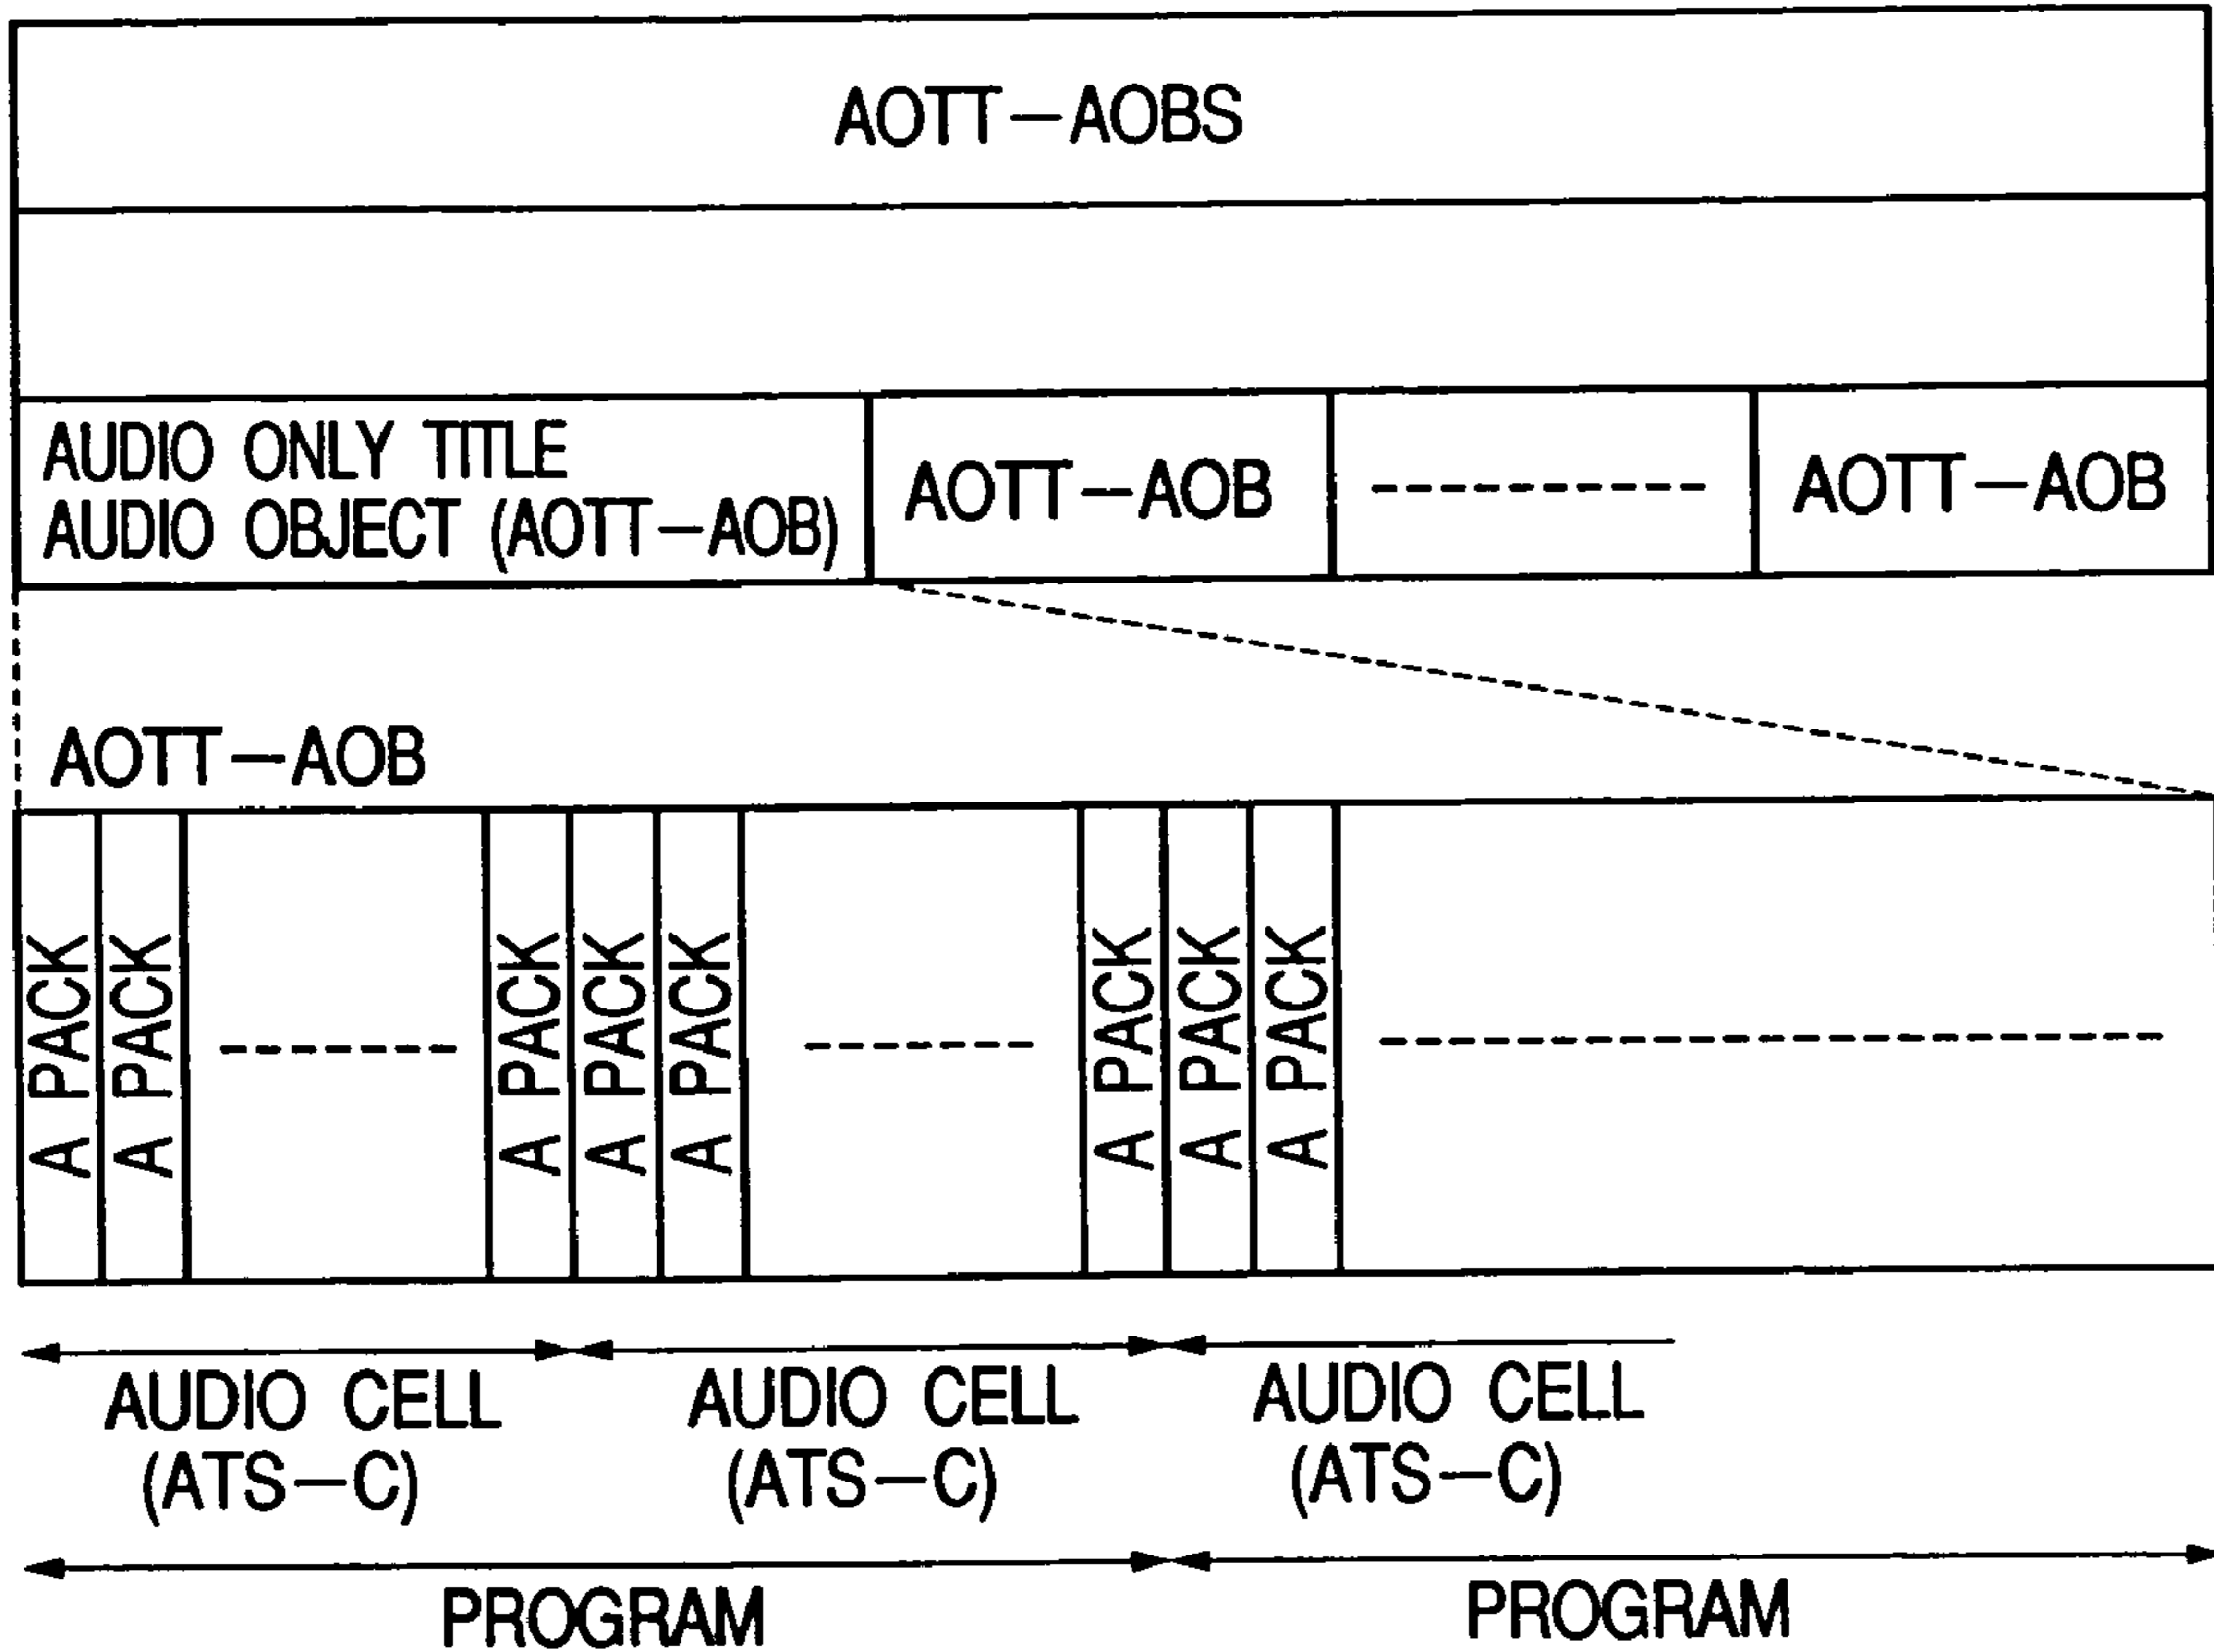 AOTT—AOBS
AUDIO ONLY TITLE
AUDIO OBJECT (AOTT—AOB)
AOTT—AOB
AOTT—AOB
AOTT—AOB
A PACK
A PACK
A PACK
A PACK
A PACK
A PACK
A PACK
A PACK
AUDIO CELL
(ATS—C)
AUDIO CELL
(ATS—C)
AUDIO CELL
(ATS—C)
PROGRAM
PROGRAM